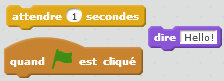 attendre 1 secondes
dire Hello!
quand est cliqué